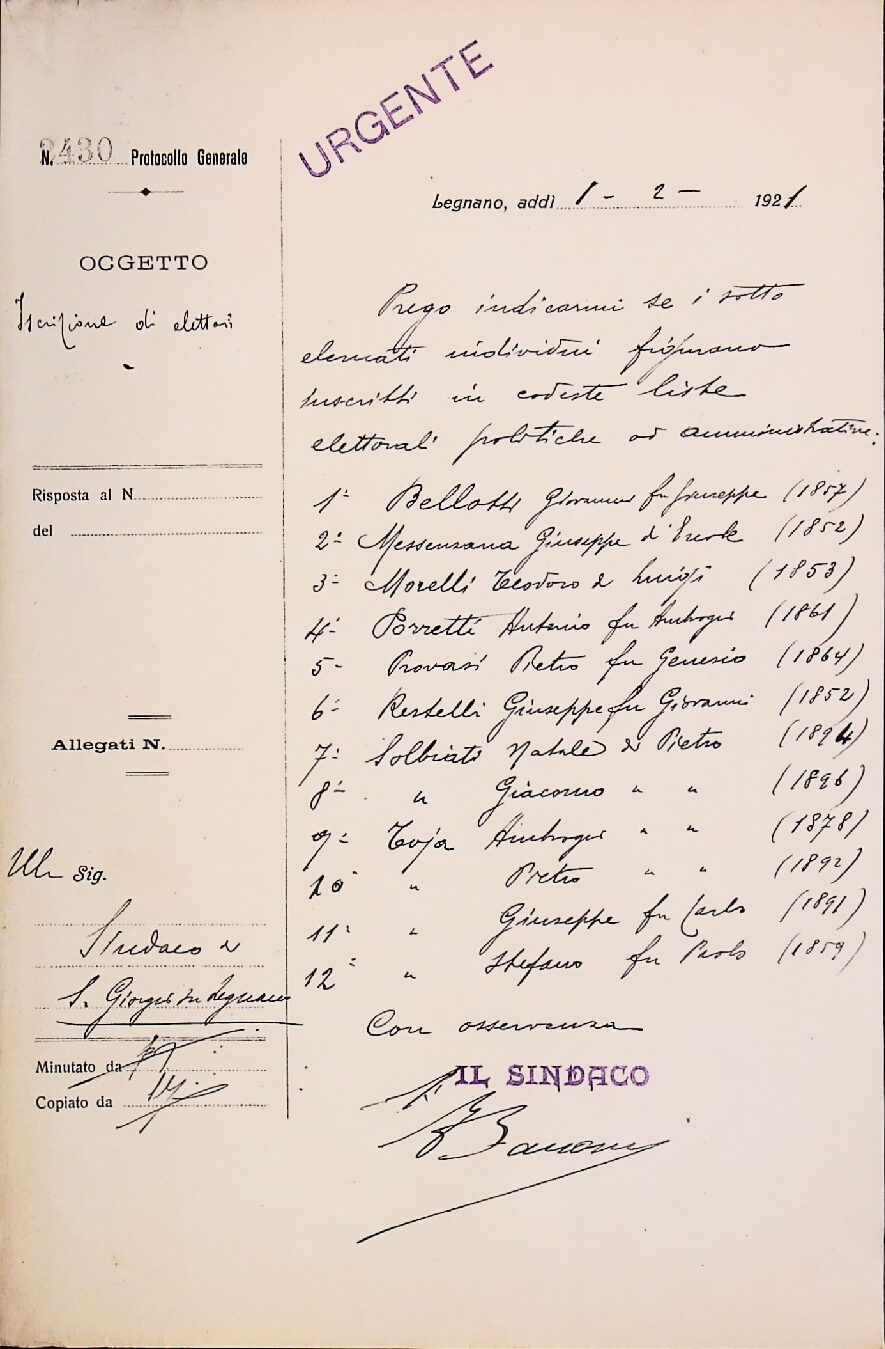 URGENTE
N. 2430 Protocollo Generale
Legnano, addì 1 - 2 - 1921
OGGETTO
Iscrizione di elettori
Prego indicarmi se i sotto
elencati individui figurano
inscritti in codeste liste
elettorali politiche ed amministrative:
Risposta al N.
del
1° Bellotti Giovanni fu Giuseppe (1857)
2° Messenzana Giuseppe d'Ercole (1852)
3° Morelli Teodoro di Luigi (1853)
4° Porretti Antonio fu Ambrogio (1861)
5- Provasi Pietro fu Genesio (1864)
6° Restelli Giuseppe fu Giovanni (1852)
7° Solbiati Natale di Pietro (1894)
8° " Giacomo " " (1896)
9° Toja Ambrogio " " (1878)
10° " Pietro " " (1892)
11° " Giuseppe fu Carlo (1891)
12° " Stefano fu Paolo (1859)
Allegati N.
Ill Sig.
Sindaco di
S. Giorgio su Legnano
Con osservanza
Minutato da
Copiato da
IL SINDACO